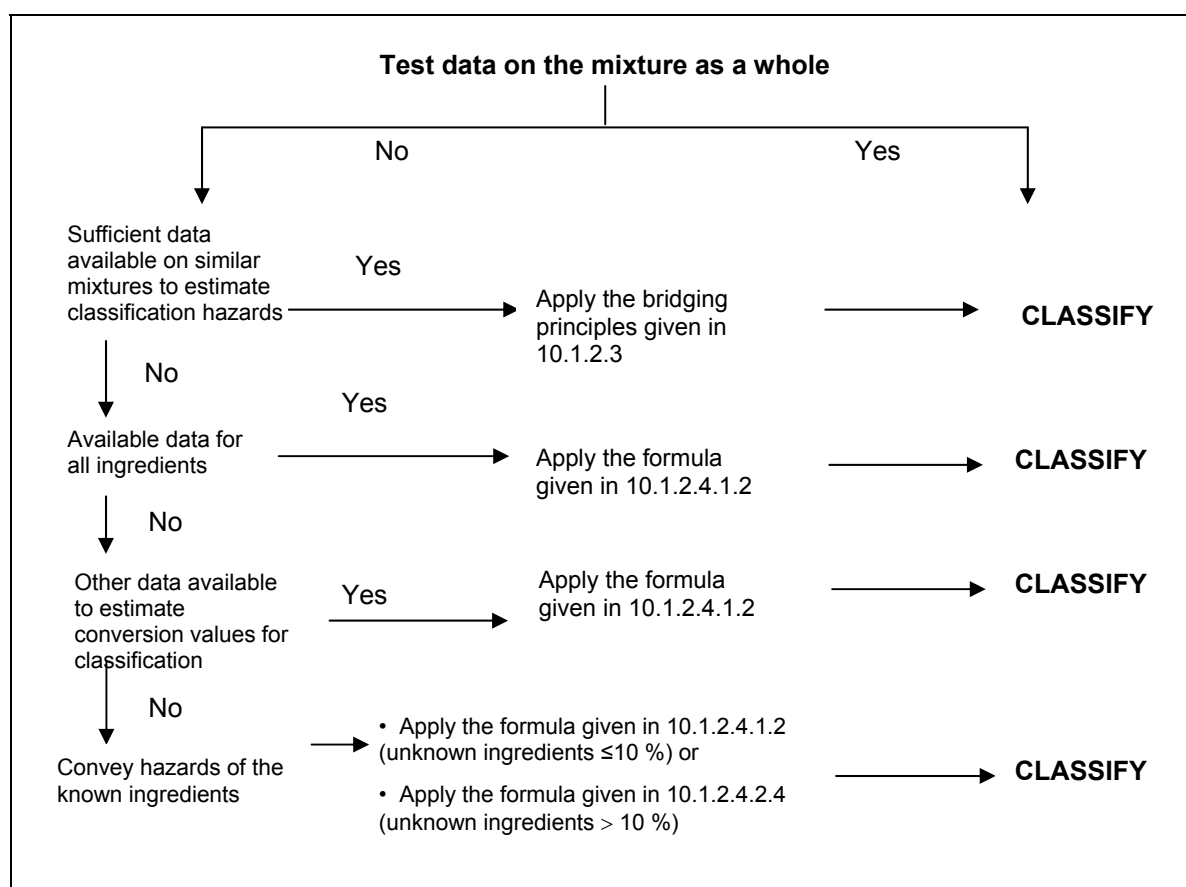 Test data on the mixture as a whole
No
Yes
Sufficient data
available on similar
mixtures to estimate
classification hazards
Yes
Apply the bridging
principles given in
10.1.2.3
CLASSIFY
No
Available data for
all ingredients
Yes
Apply the formula
given in 10.1.2.4.1.2
CLASSIFY
No
Other data available
to estimate
conversion values for
classification
Yes
Apply the formula
given in 10.1.2.4.1.2
CLASSIFY
No
Convey hazards of the
known ingredients
• Apply the formula given in 10.1.2.4.1.2
(unknown ingredients ≤10 %) or
• Apply the formula given in 10.1.2.4.2.4
(unknown ingredients > 10 %)
CLASSIFY